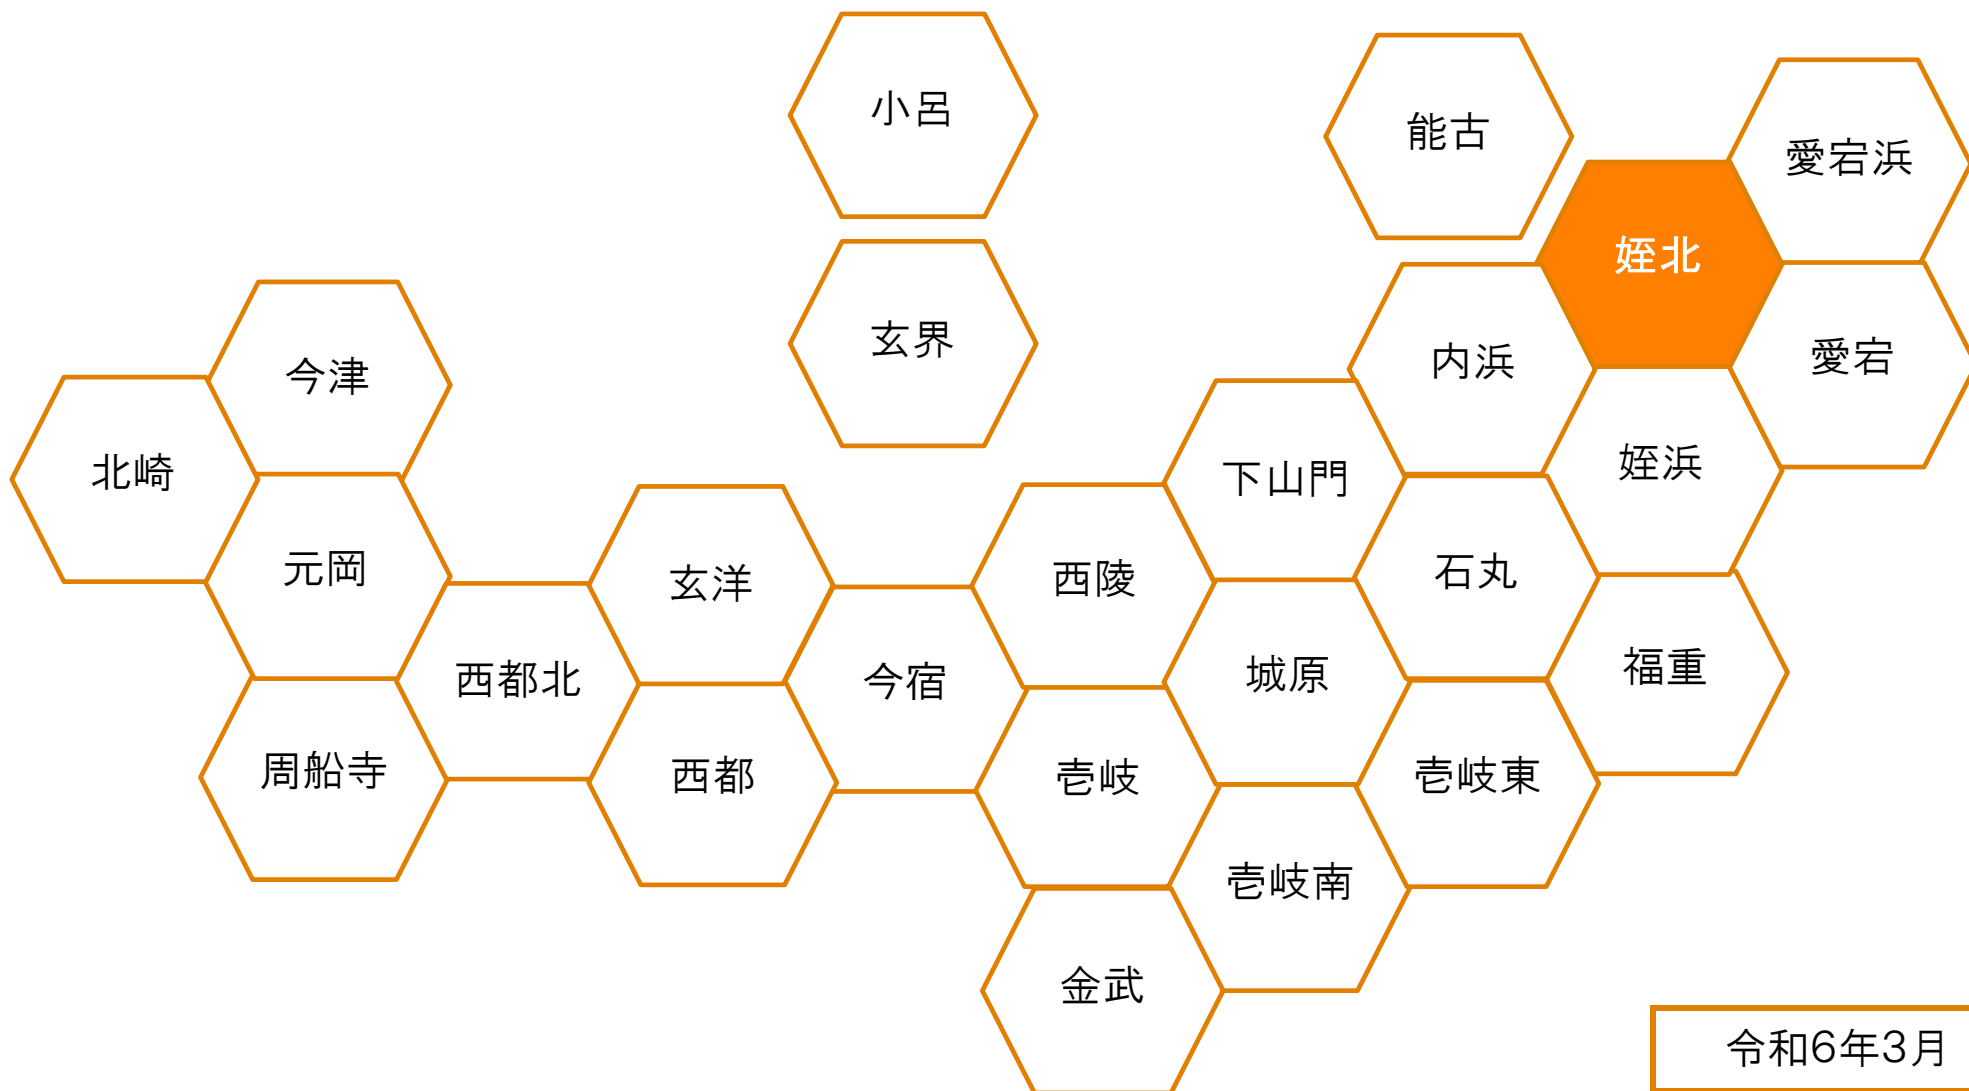 小呂
能古
愛宕浜
姪北
玄界
内浜
愛宕
今津
北崎
下山門
姪浜
元岡
玄洋
西陵
石丸
西都北
今宿
城原
福重
周船寺
西都
壱岐
壱岐東
壱岐南
金武
令和6年3月